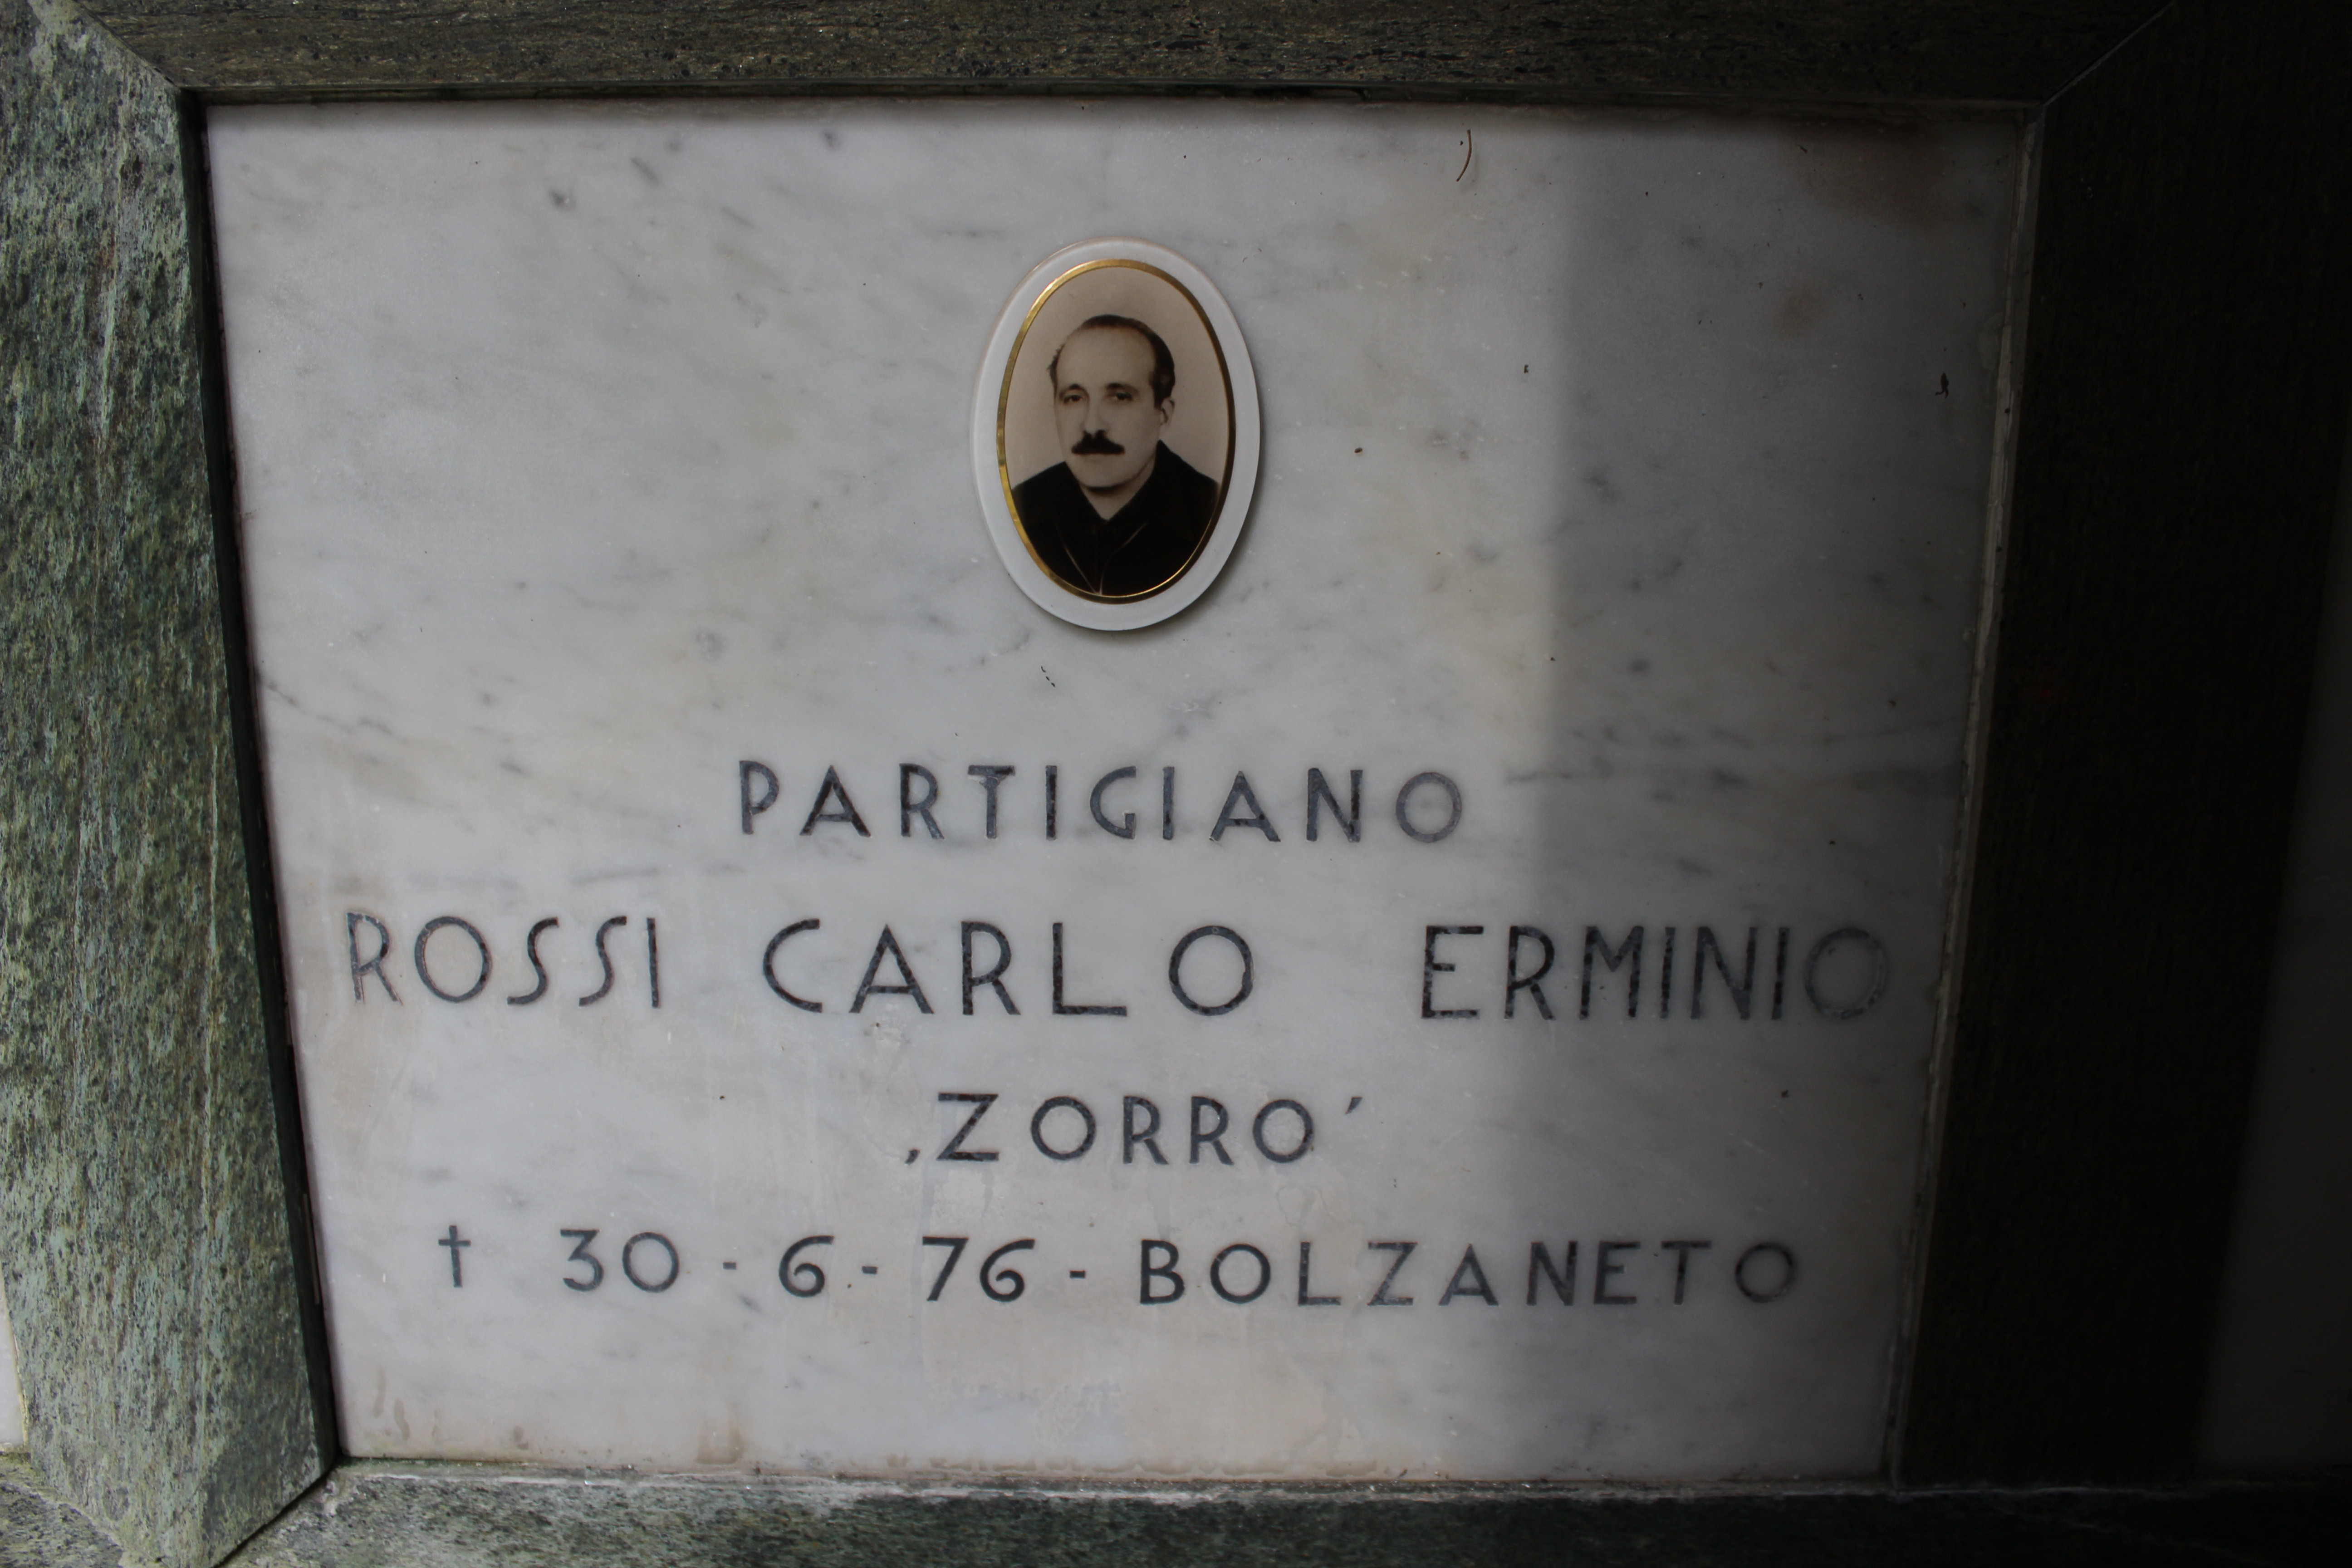 PARTIGIANO
ROSSI CARLO ERMINIO
‚ZORRO’
† 30 - 6 - 76 - BOLZANETO